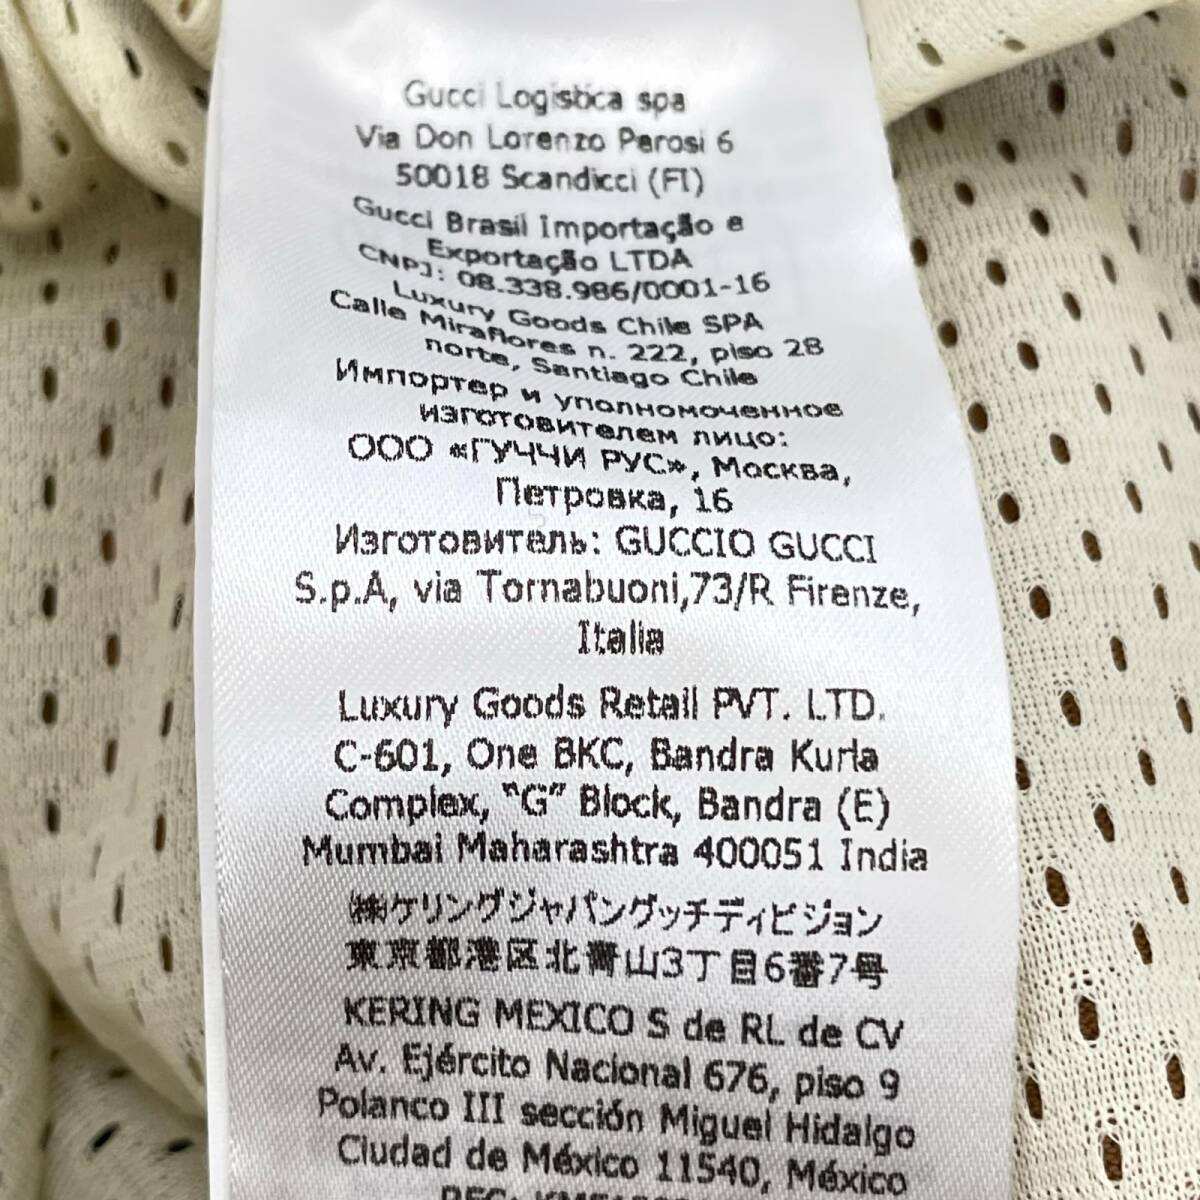 Gucci Logistica spa
Via Don Lorenzo Perosi 6
50018 Scandicci (FI)
Gucci Brasil Importação e
Exportação LTDA
CNPJ: 08.338.986/0001-16
Luxury Goods Chile SPA
Calle Miraflores n. 222, piso 28
norte, Santiago Chile
Импортер и уполномоченное
изготовителем лицо:
ООО «ГУЧЧИ РУС», Москва,
Петровка, 16
Изготовитель: GUCCIO GUCCI
S.p.A, via Tornabuoni,73/R Firenze,
Italia
Luxury Goods Retail PVT. LTD.
C-601, One BKC, Bandra Kurla
Complex, "G" Block, Bandra (E)
Mumbai Maharashtra 400051 India
㈱ケリングジャパングッチディビジョン
東京都港区北青山3丁目6番7号
KERING MEXICO S de RL de CV
Av. Ejército Nacional 676, piso 9
Polanco III sección Miguel Hidalgo
Ciudad de México 11540, México